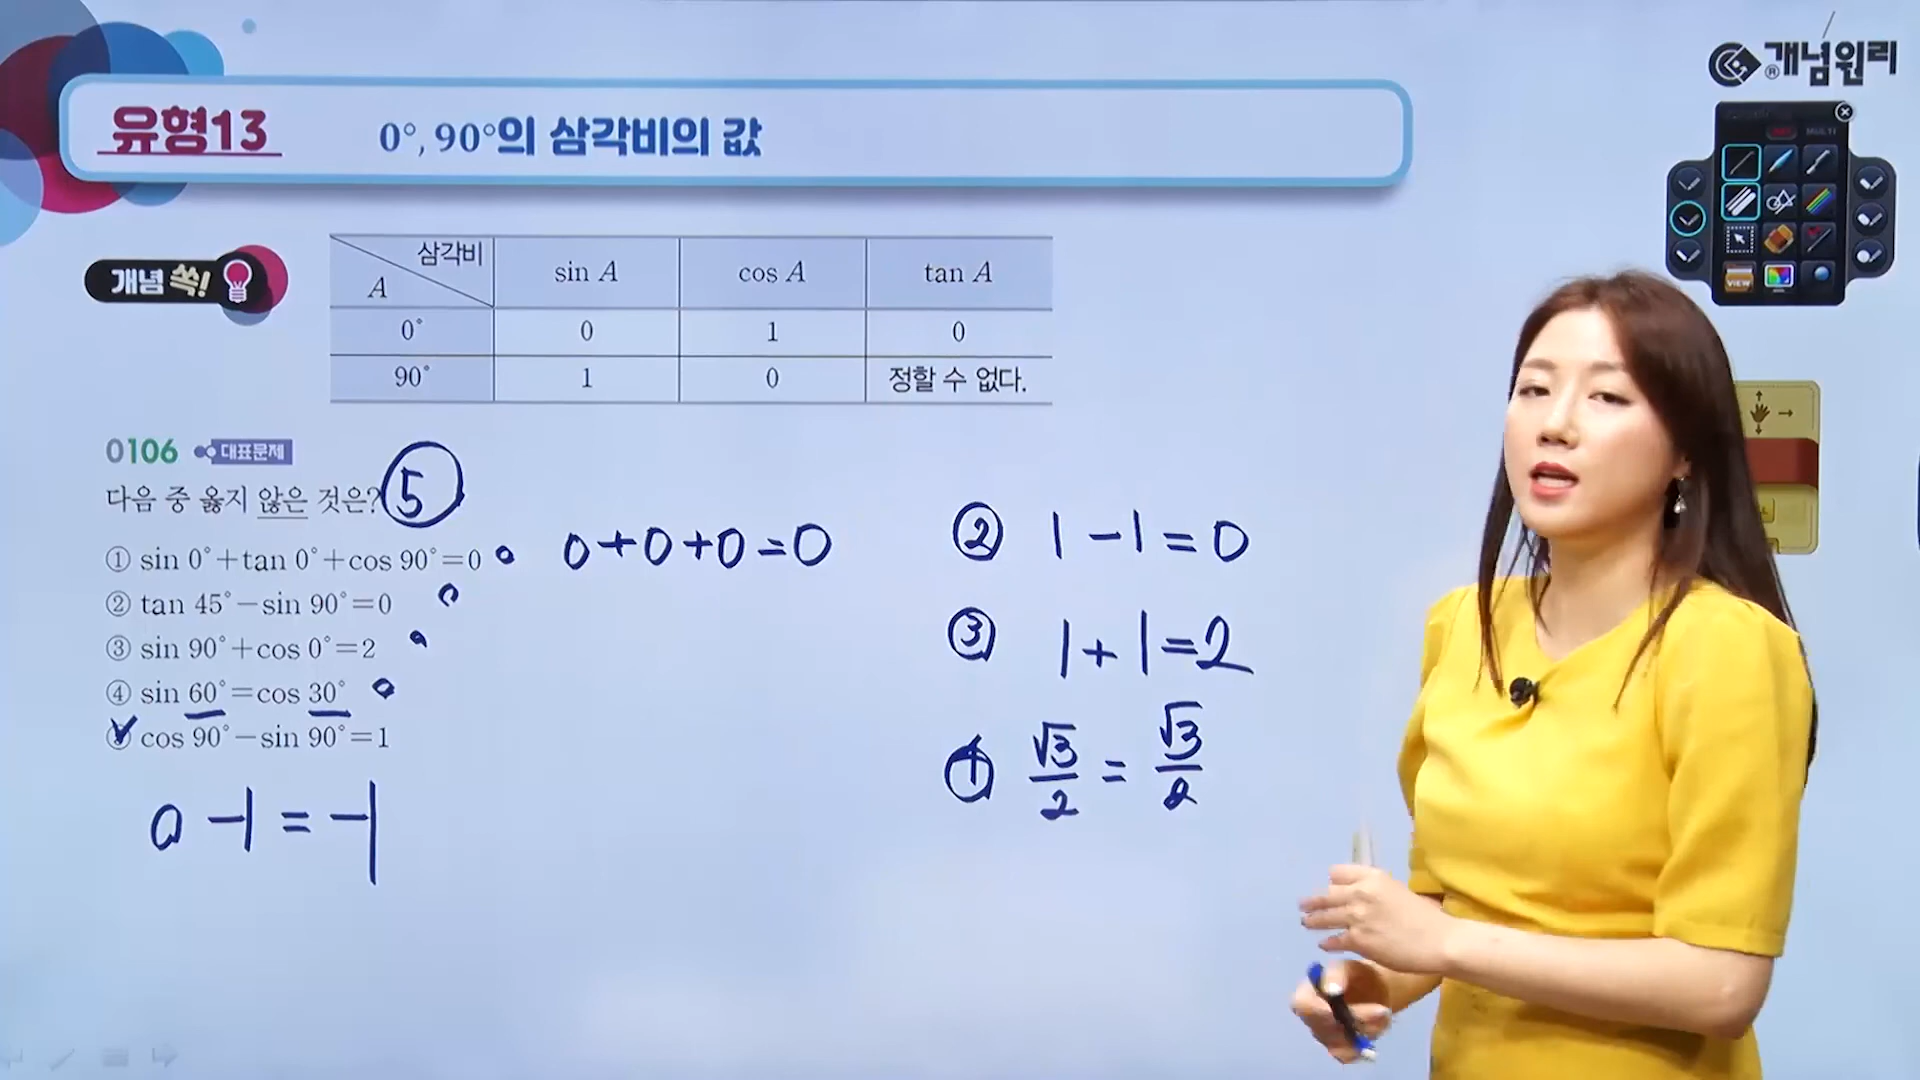 개념원리
유형13 0°, 90°의 삼각비의 값
개념 쏙!
삼각비 A sin A cos A tan A
0° 0 1 0
90° 1 0 정할 수 없다.
0106 대표문제
다음 중 옳지 않은 것은? 5
① sin 0°+tan 0°+cos 90°=0 0+0+0=0
② tan 45°−sin 90°=0
③ sin 90°+cos 0°=2
④ sin 60°=cos 30°
⑤ cos 90°−sin 90°=1
0−1=−1
② 1−1=0
③ 1+1=2
④ √3/2 = √3/2
VIEW